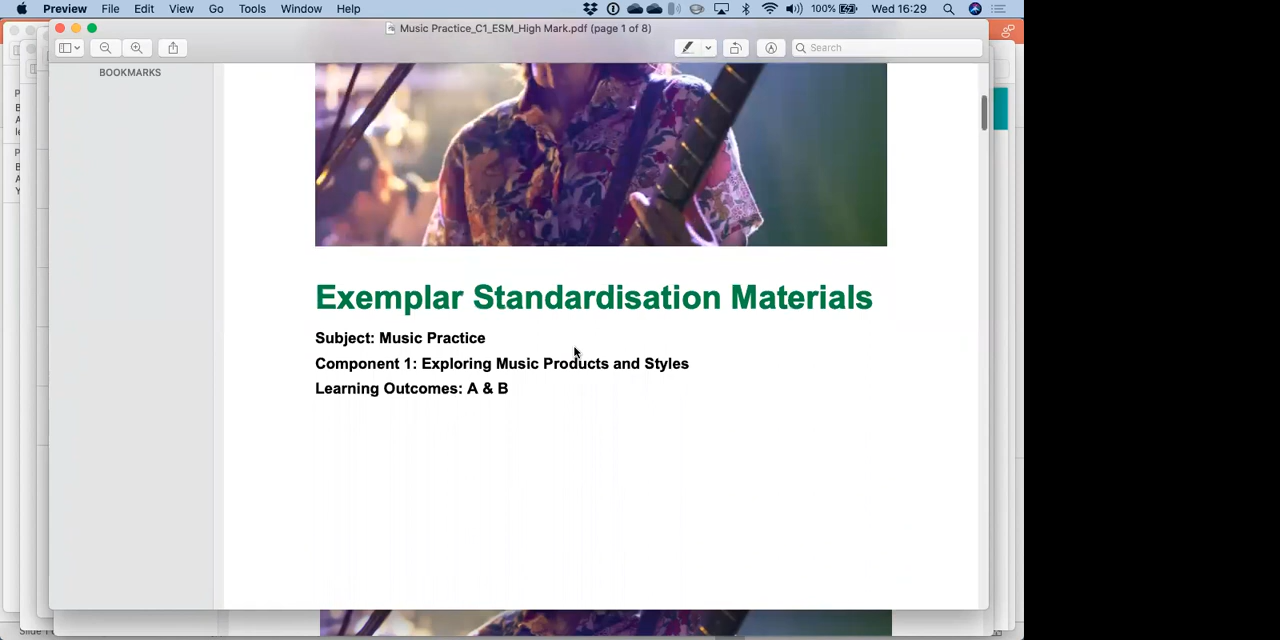 Preview File Edit View Go Tools Window Help 100% Wed 16:29
Music Practice_C1_ESM_High Mark.pdf (page 1 of 8)
Search
BOOKMARKS
Exemplar Standardisation Materials
Subject: Music Practice
Component 1: Exploring Music Products and Styles
Learning Outcomes: A & B